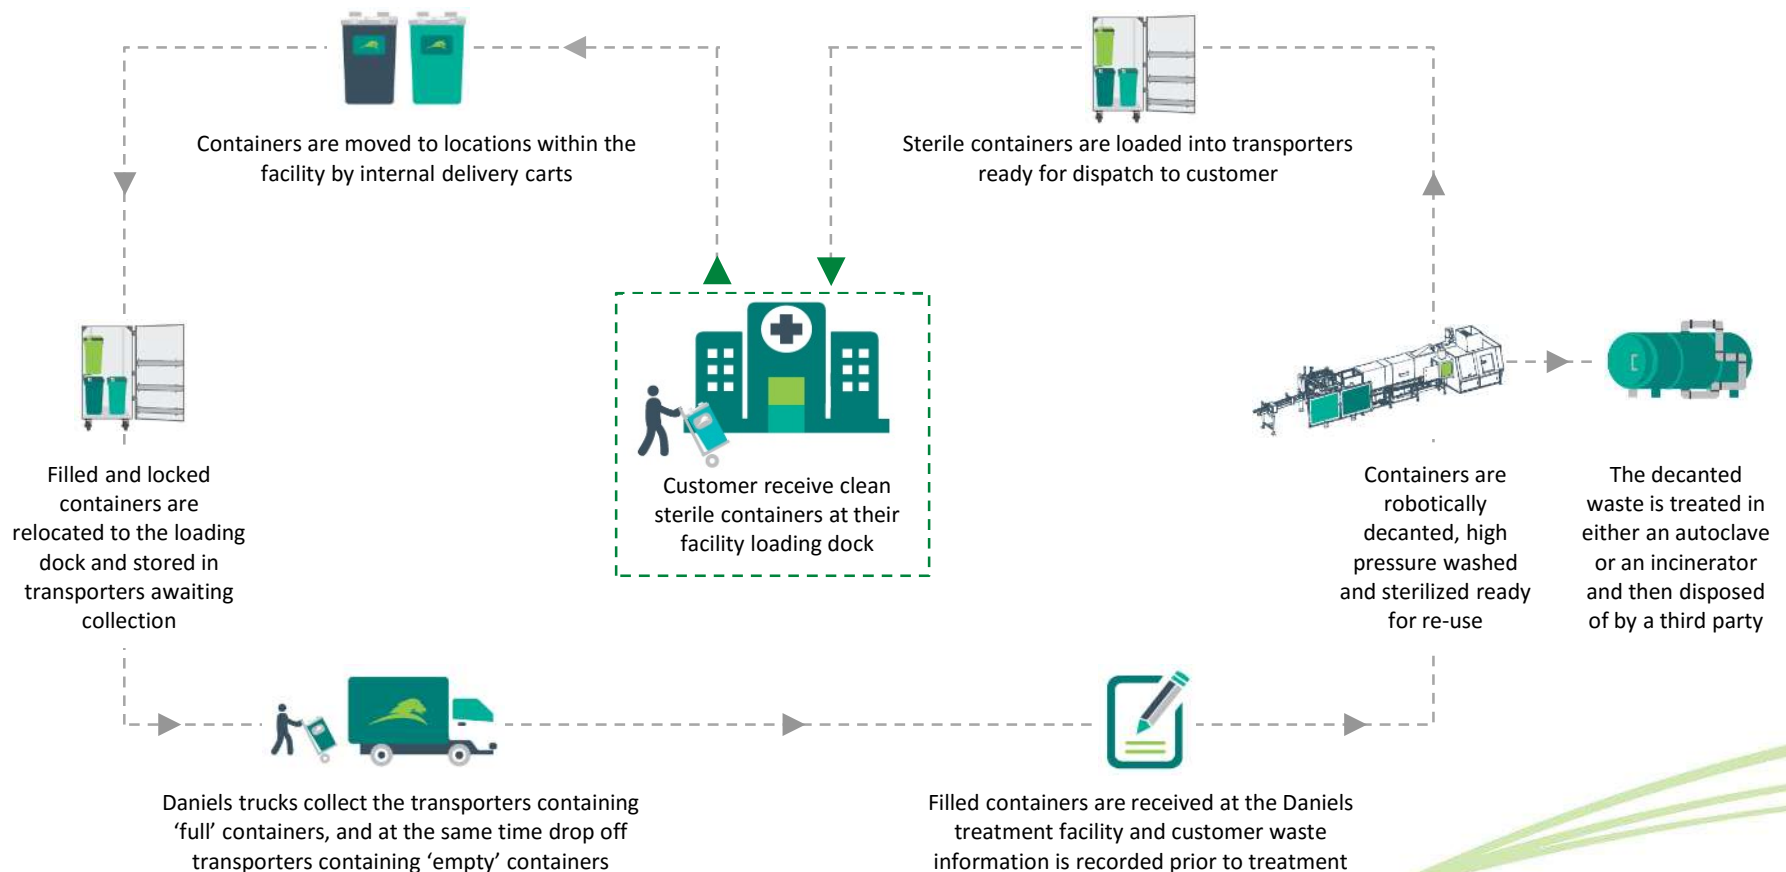 Containers are moved to locations within the
facility by internal delivery carts
Sterile containers are loaded into transporters
ready for dispatch to customer
Filled and locked
containers are
relocated to the loading
dock and stored in
transporters awaiting
collection
Customer receive clean
sterile containers at their
facility loading dock
Containers are
robotically
decanted, high
pressure washed
and sterilized ready
for re-use
The decanted
waste is treated in
either an autoclave
or an incinerator
and then disposed
of by a third party
Daniels trucks collect the transporters containing
‘full’ containers, and at the same time drop off
transporters containing ‘empty’ containers
Filled containers are received at the Daniels
treatment facility and customer waste
information is recorded prior to treatment